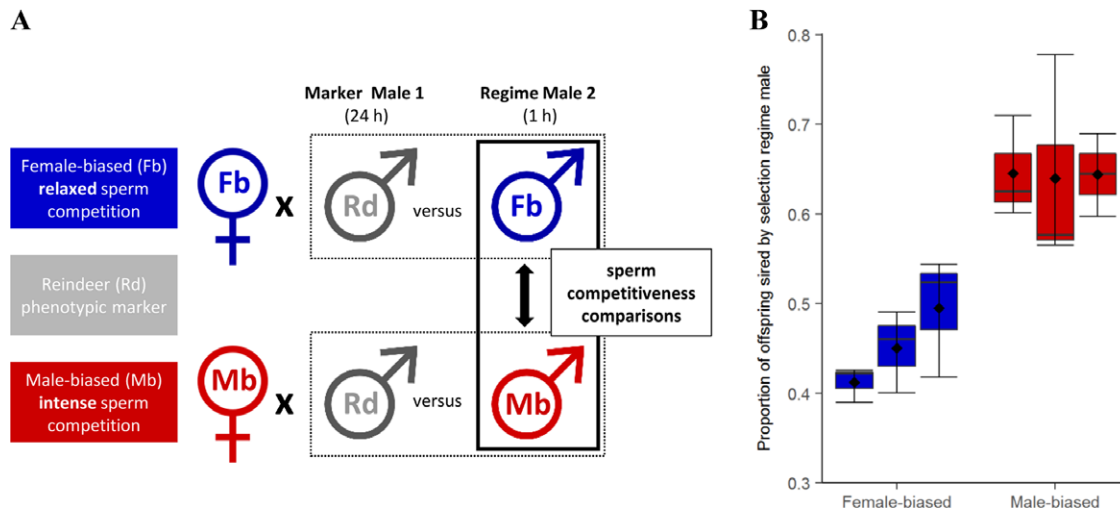 A
Marker Male 1
(24 h)
Regime Male 2
(1 h)
Female-biased (Fb)
relaxed sperm
competition
Fb
X
Rd
versus
Fb
Reindeer (Rd)
phenotypic marker
sperm
competitiveness
comparisons
Male-biased (Mb)
intense sperm
competition
Mb
X
Rd
versus
Mb
B
Proportion of offspring sired by selection regime male
0.8
0.7
0.6
0.5
0.4
0.3
Female-biased
Male-biased